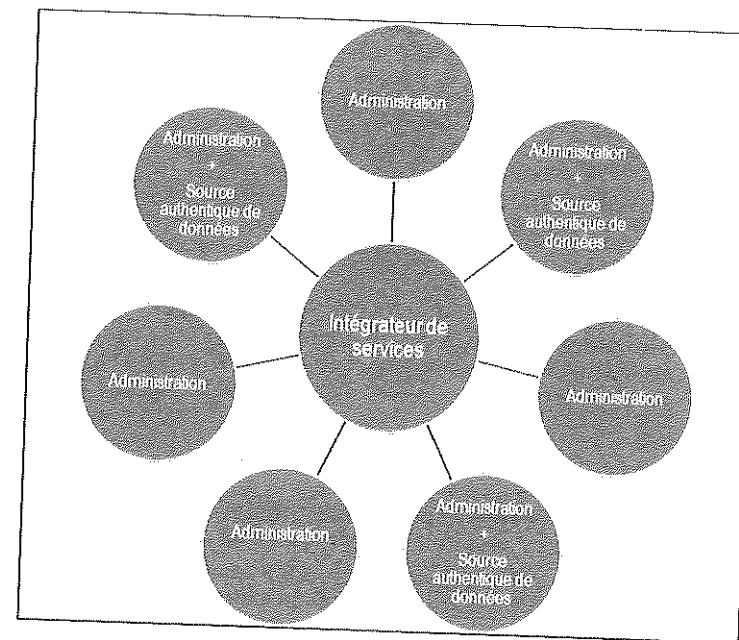 Administration
Administration
+
Source
authentique de
données
Administration
+
Source
authentique de
données
Intégrateur de
services
Administration
Administration
Administration
Administration
+
Source
authentique de
données